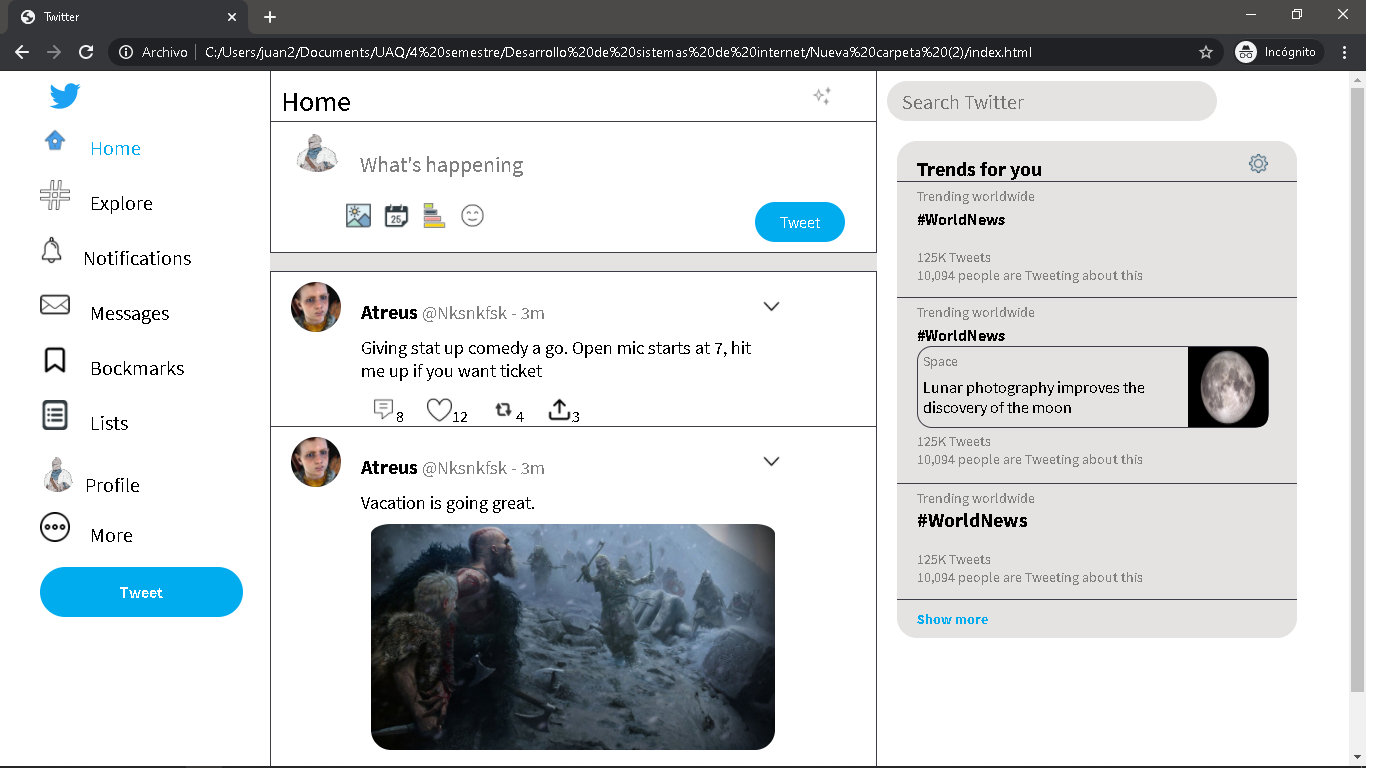 Twitter
Archivo
C:/Users/juan2/Documents/UAQ/4%20semestre/Desarrollo%20de%20sistemas%20de%20internet/Nueva%20carpeta%20(2)/index.html
Incógnito
Home
Explore
Notifications
Messages
Bockmarks
Lists
Profile
More
Tweet
Home
What's happening
25
Tweet
Atreus @Nksnkfsk - 3m
Giving stat up comedy a go. Open mic starts at 7, hit
me up if you want ticket
8 12 4 3
Atreus @Nksnkfsk - 3m
Vacation is going great.
Search Twitter
Trends for you
Trending worldwide
#WorldNews
125K Tweets
10,094 people are Tweeting about this
Trending worldwide
#WorldNews
Space
Lunar photography improves the
discovery of the moon
125K Tweets
10,094 people are Tweeting about this
Trending worldwide
#WorldNews
125K Tweets
10,094 people are Tweeting about this
Show more